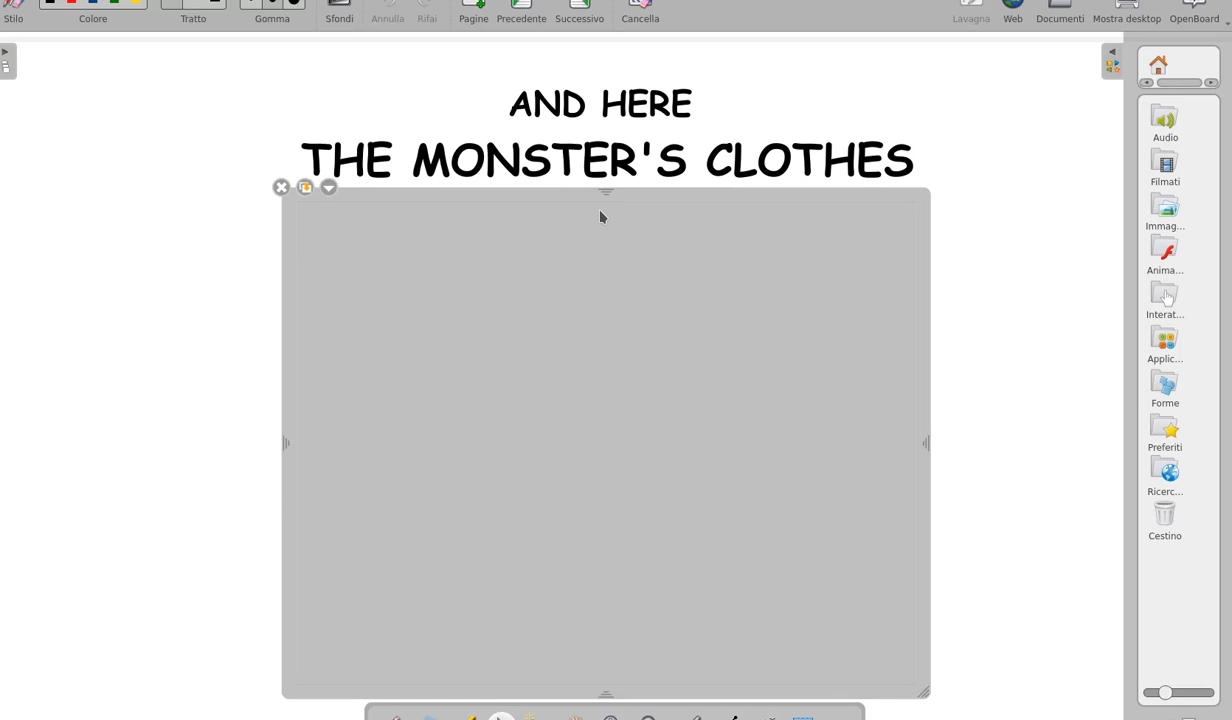 Stilo Colore Tratto Gomma Sfondi Annulla Rifai Pagine Precedente Successivo Cancella Lavagna Web Documenti Mostra desktop OpenBoard
AND HERE
THE MONSTER'S CLOTHES
Audio
Filmati
Immag...
Anima...
Interat...
Applic...
Forme
Preferiti
Ricerc...
Cestino